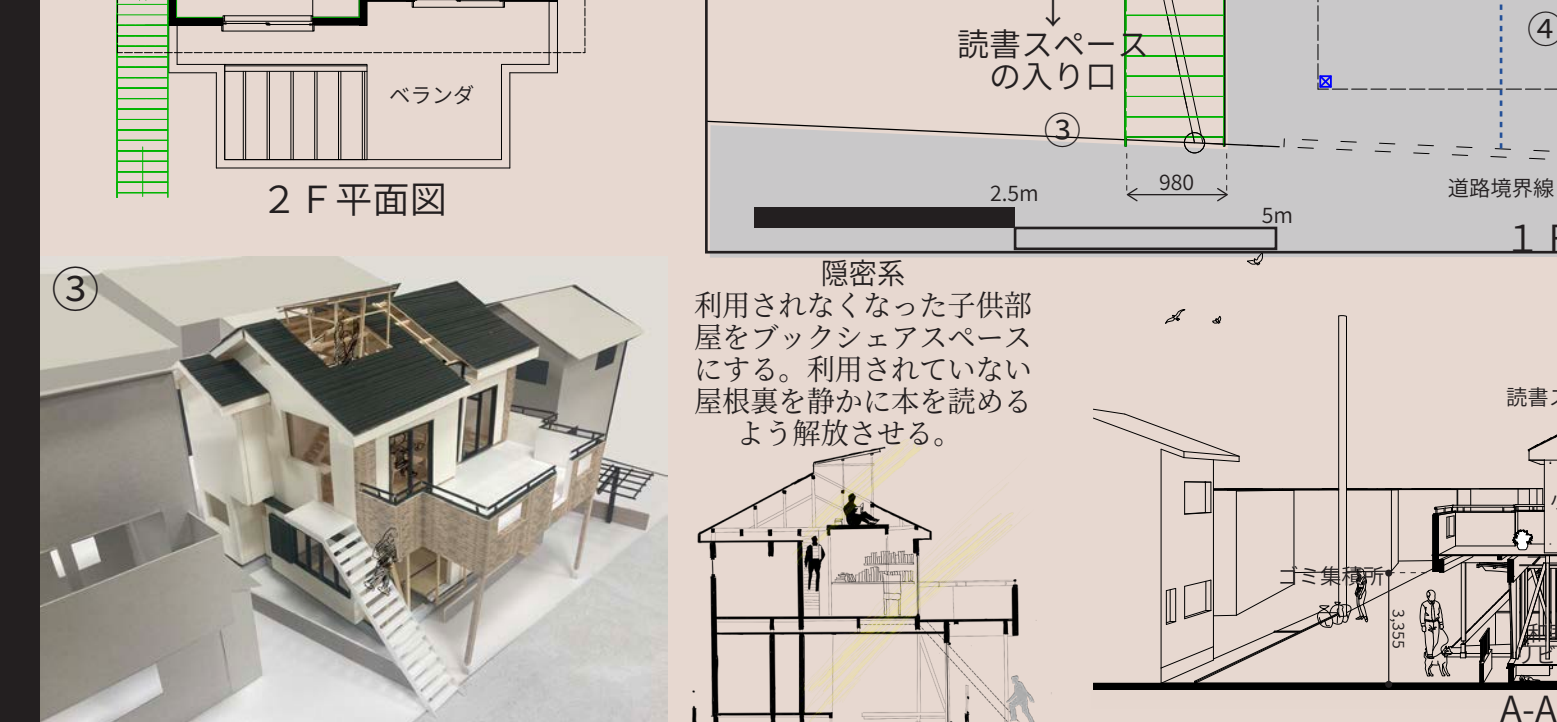 読書スペース
の入り口
④
ベランダ
③
２Ｆ平面図
980
道路境界線
2.5m
5m
１
③
隠密系
利用されなくなった子供部
屋をブックシェアスペース
にする。利用されていない
屋根裏を静かに本を読める
よう解放させる。
読書
ゴミ集積所
3,355
A-A